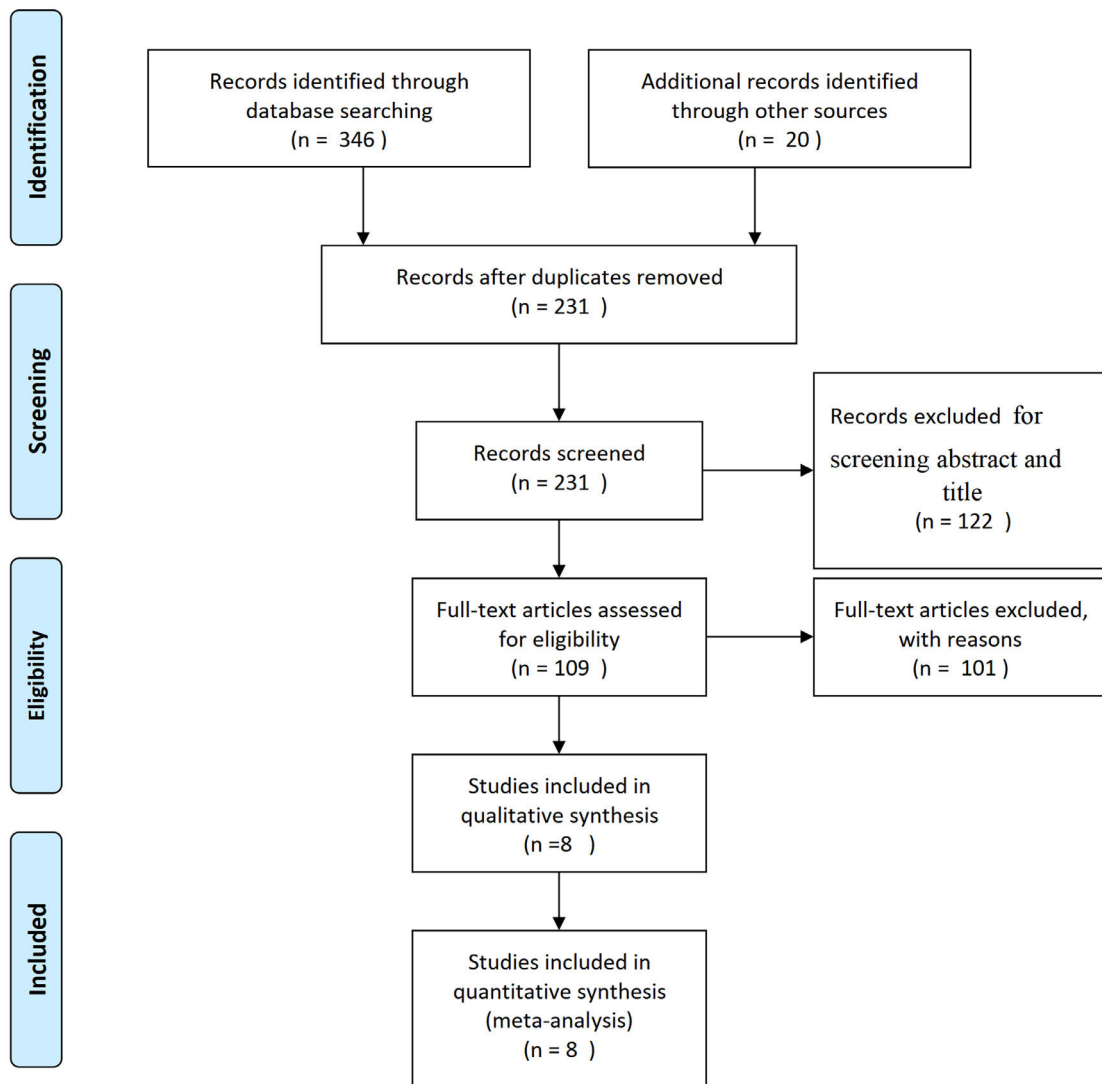 Identification
Records identified through
database searching
(n = 346 )
Additional records identified
through other sources
(n = 20 )
Records after duplicates removed
(n = 231 )
Screening
Records screened
(n = 231 )
Records excluded for
screening abstract and
title
(n = 122 )
Eligibility
Full-text articles assessed
for eligibility
(n = 109 )
Full-text articles excluded,
with reasons
(n = 101 )
Studies included in
qualitative synthesis
(n =8 )
Included
Studies included in
quantitative synthesis
(meta-analysis)
(n = 8 )